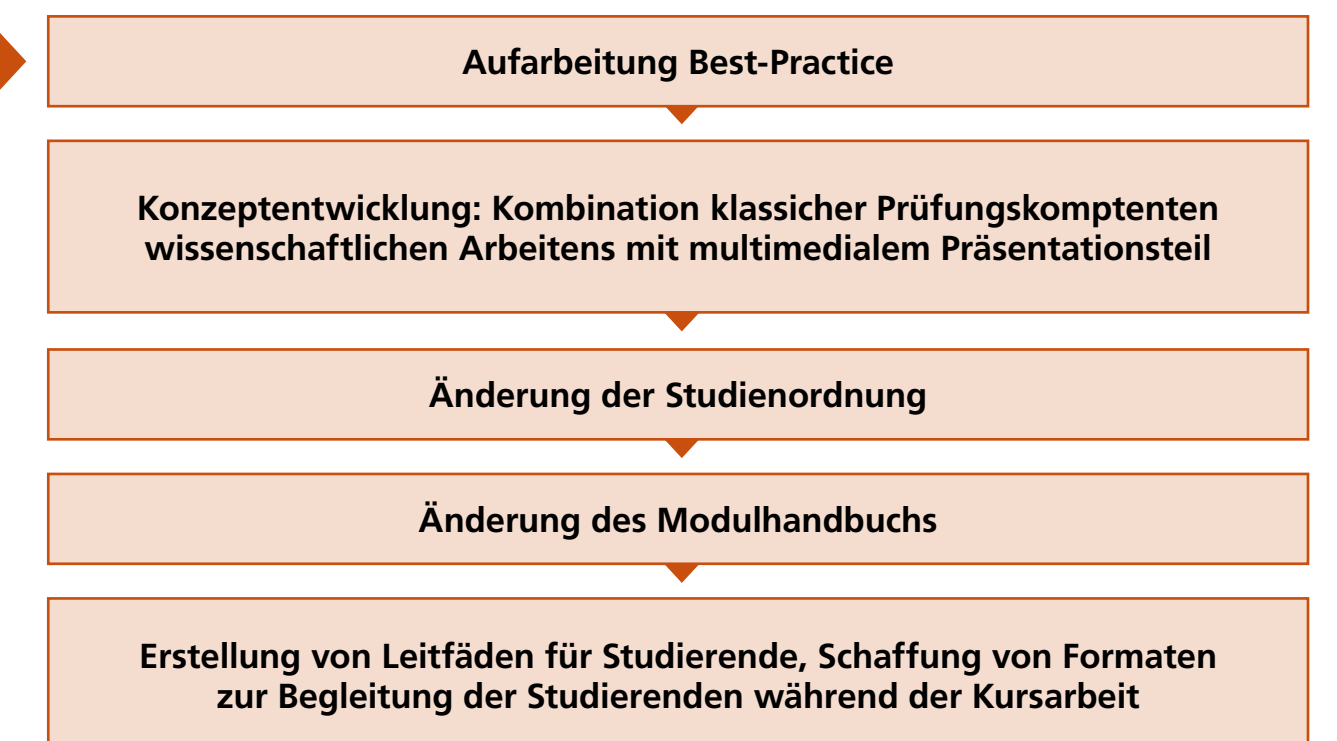 Aufarbeitung Best-Practice
Konzeptentwicklung: Kombination klassicher Prüfungskomptenten
wissenschaftlichen Arbeitens mit multimedialem Präsentationsteil
Änderung der Studienordnung
Änderung des Modulhandbuchs
Erstellung von Leitfäden für Studierende, Schaffung von Formaten
zur Begleitung der Studierenden während der Kursarbeit